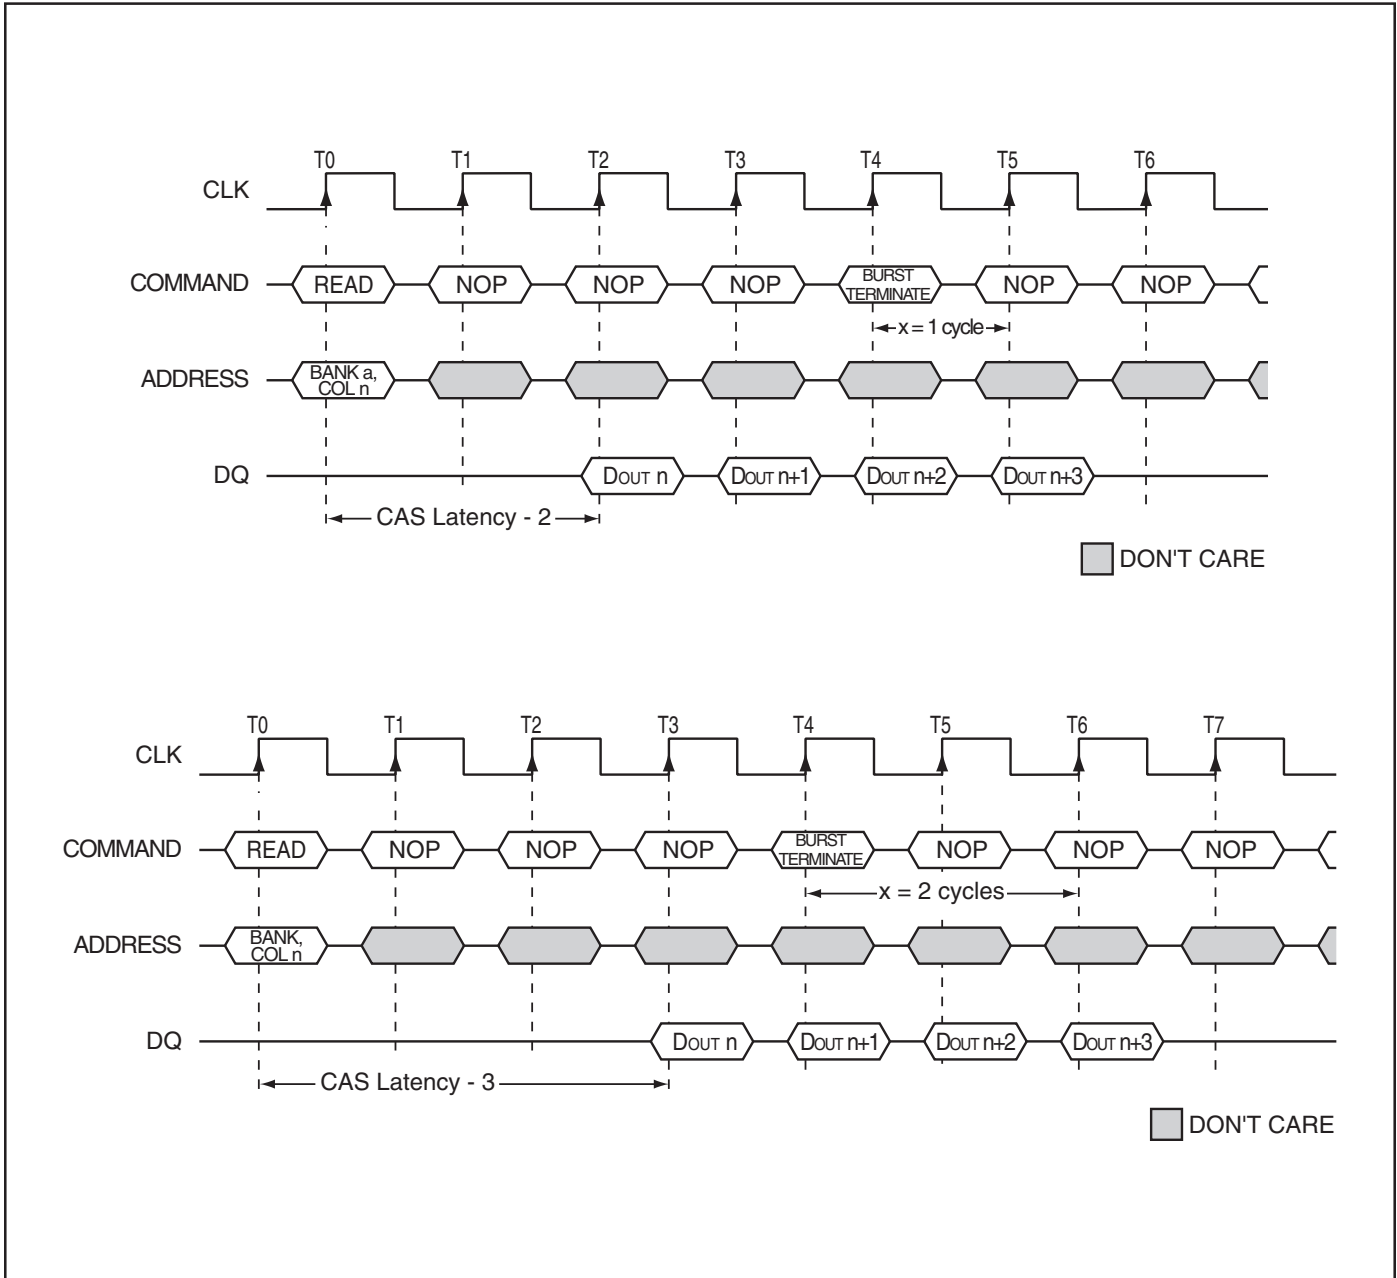 T0 T1 T2 T3 T4 T5 T6
CLK
COMMAND READ NOP NOP NOP BURST TERMINATE NOP NOP
x = 1 cycle
ADDRESS BANK a, COL n
DQ DOUT n DOUT n+1 DOUT n+2 DOUT n+3
CAS Latency - 2
DON'T CARE
T0 T1 T2 T3 T4 T5 T6 T7
CLK
COMMAND READ NOP NOP NOP BURST TERMINATE NOP NOP NOP
x = 2 cycles
ADDRESS BANK, COL n
DQ DOUT n DOUT n+1 DOUT n+2 DOUT n+3
CAS Latency - 3
DON'T CARE